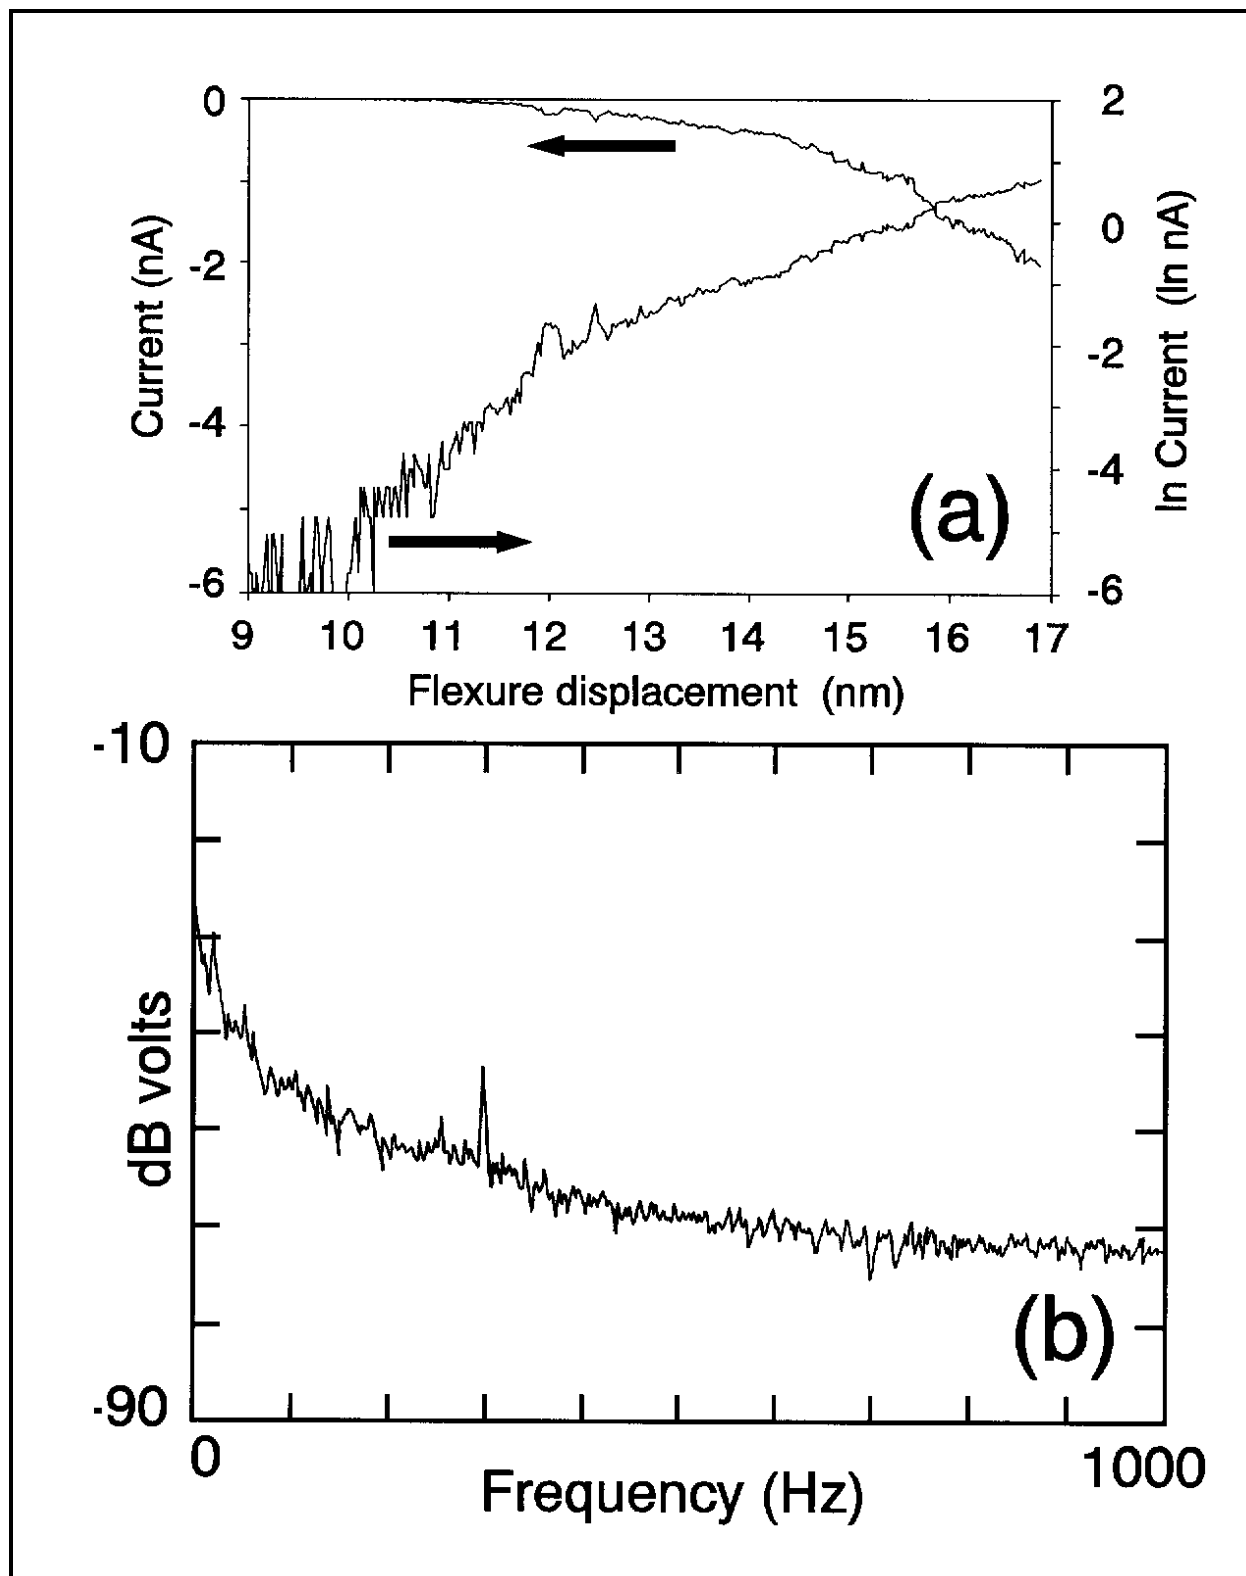 0
-2
-4
-6
Current (nA)
2
0
-2
-4
-6
ln Current (ln nA)
(a)
9 10 11 12 13 14 15 16 17
Flexure displacement (nm)
-10
-90
dB volts
(b)
0 1000
Frequency (Hz)